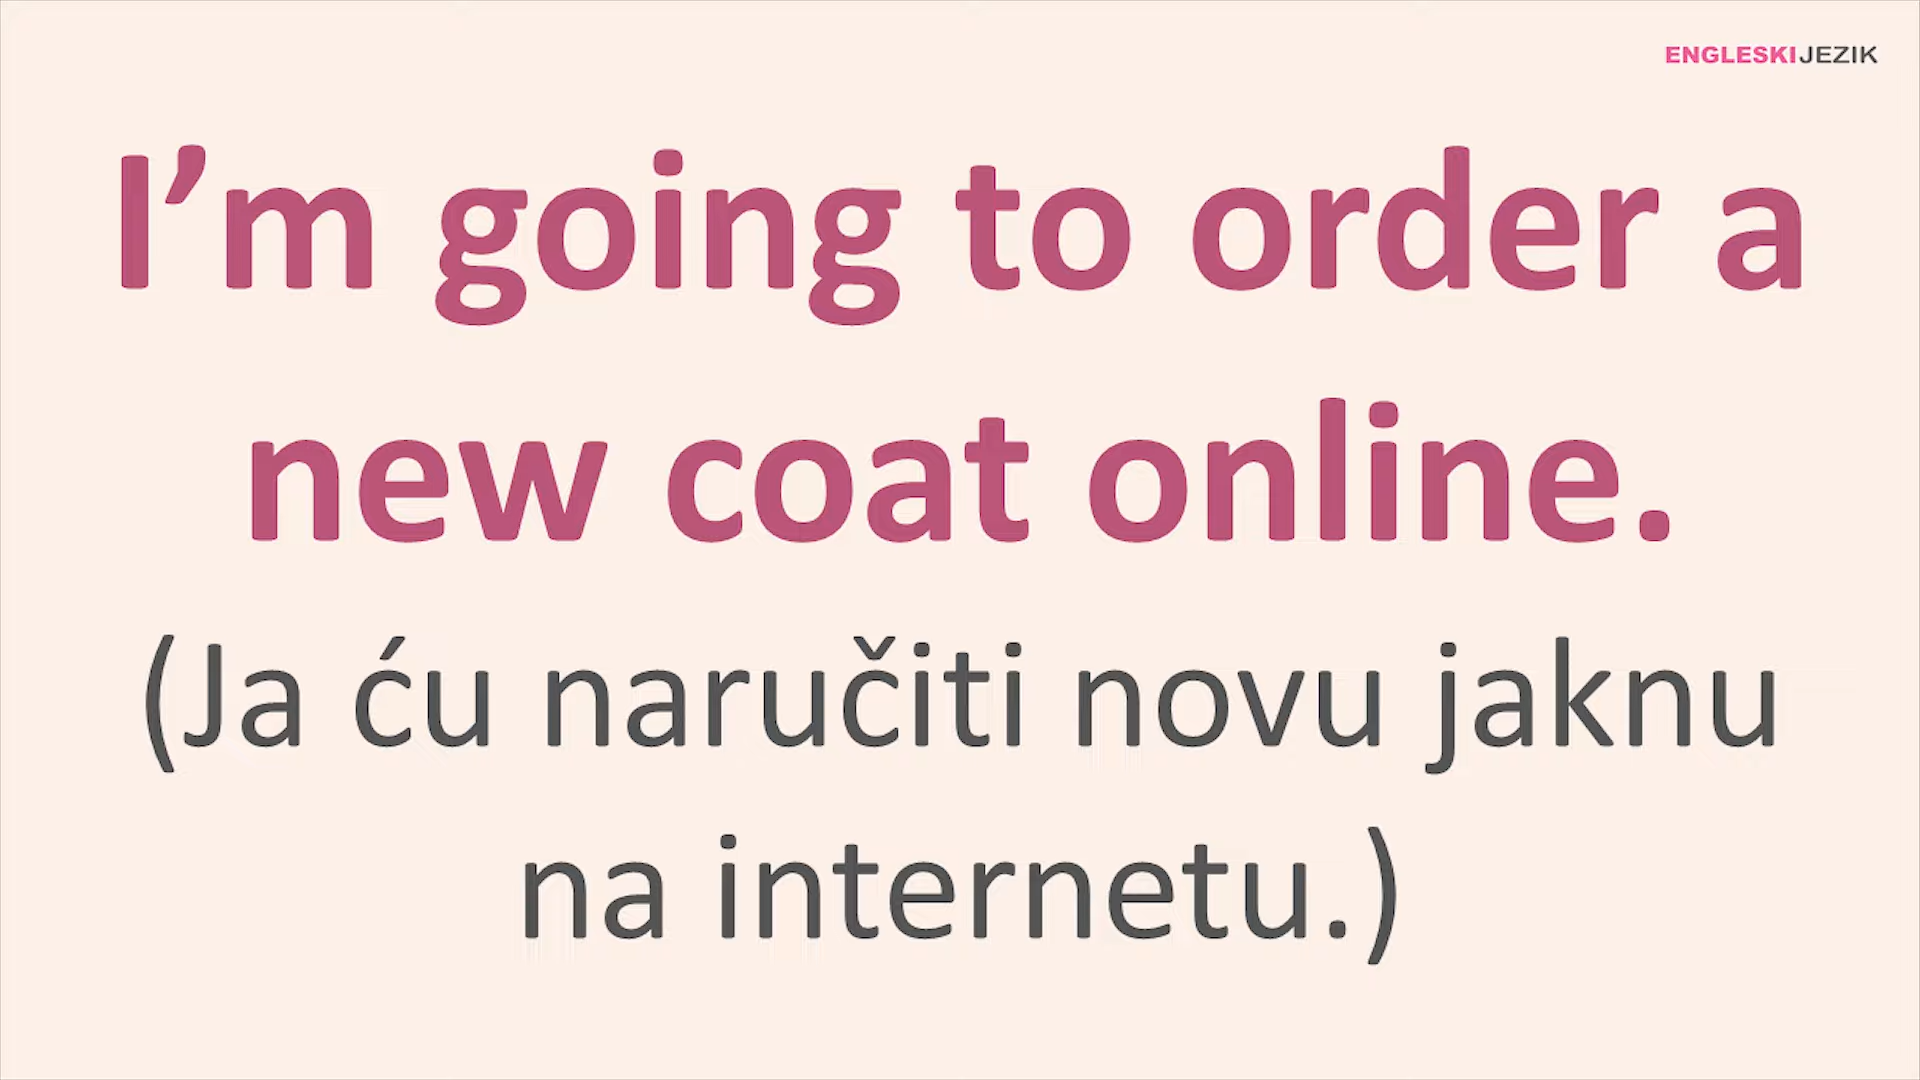 ENGLESKIJEZIK
I’m going to order a
new coat online.
(Ja ću naručiti novu jaknu
na internetu.)